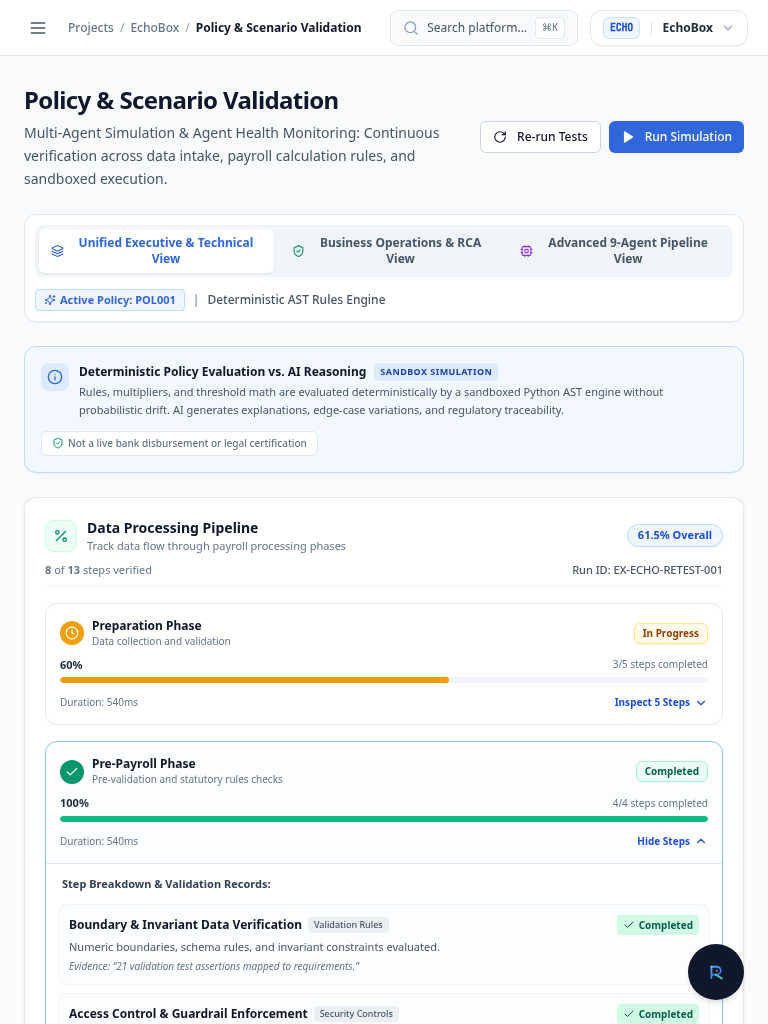 Projects / EchoBox / Policy & Scenario Validation
Search platform... ⌘K
ECHO EchoBox
Policy & Scenario Validation
Multi-Agent Simulation & Agent Health Monitoring: Continuous
verification across data intake, payroll calculation rules, and
sandboxed execution.
Re-run Tests
Run Simulation
Unified Executive & Technical
View
Business Operations & RCA
View
Advanced 9-Agent Pipeline
View
Active Policy: POL001 | Deterministic AST Rules Engine
Deterministic Policy Evaluation vs. AI Reasoning SANDBOX SIMULATION
Rules, multipliers, and threshold math are evaluated deterministically by a sandboxed Python AST engine without
probabilistic drift. AI generates explanations, edge-case variations, and regulatory traceability.
Not a live bank disbursement or legal certification
Data Processing Pipeline
Track data flow through payroll processing phases
61.5% Overall
8 of 13 steps verified
Run ID: EX-ECHO-RETEST-001
Preparation Phase
Data collection and validation
In Progress
60%
3/5 steps completed
Duration: 540ms
Inspect 5 Steps
Pre-Payroll Phase
Pre-validation and statutory rules checks
Completed
100%
4/4 steps completed
Duration: 540ms
Hide Steps
Step Breakdown & Validation Records:
Boundary & Invariant Data Verification Validation Rules
Completed
Numeric boundaries, schema rules, and invariant constraints evaluated.
Evidence: “21 validation test assertions mapped to requirements.”
Access Control & Guardrail Enforcement Security Controls
Completed